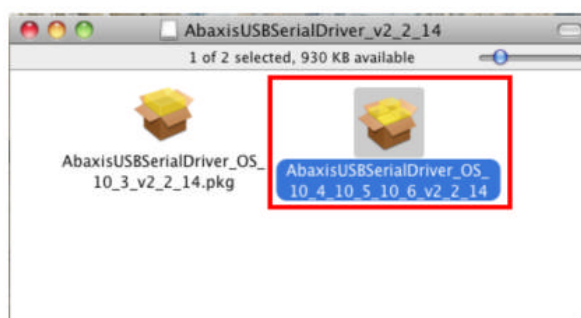 AbaxisUSBSerialDriver_v2_2_14
1 of 2 selected, 930 KB available
AbaxisUSBSerialDriver_OS_
10_3_v2_2_14.pkg
AbaxisUSBSerialDriver_OS_
10_4_10_5_10_6_v2_2_14